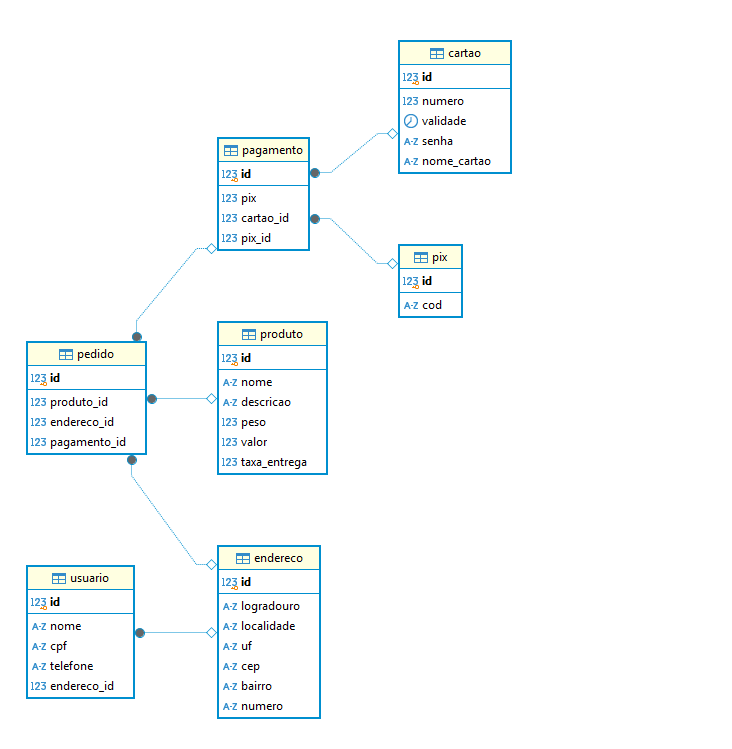 cartao
123 id
123 numero
validade
A-Z senha
A-Z nome_cartao
pagamento
123 id
123 pix
123 cartao_id
123 pix_id
pix
123 id
A-Z cod
produto
123 id
A-Z nome
A-Z descricao
123 peso
123 valor
123 taxa_entrega
pedido
123 id
123 produto_id
123 endereco_id
123 pagamento_id
endereco
123 id
A-Z logradouro
A-Z localidade
A-Z uf
A-Z cep
A-Z bairro
A-Z numero
usuario
123 id
A-Z nome
A-Z cpf
A-Z telefone
123 endereco_id